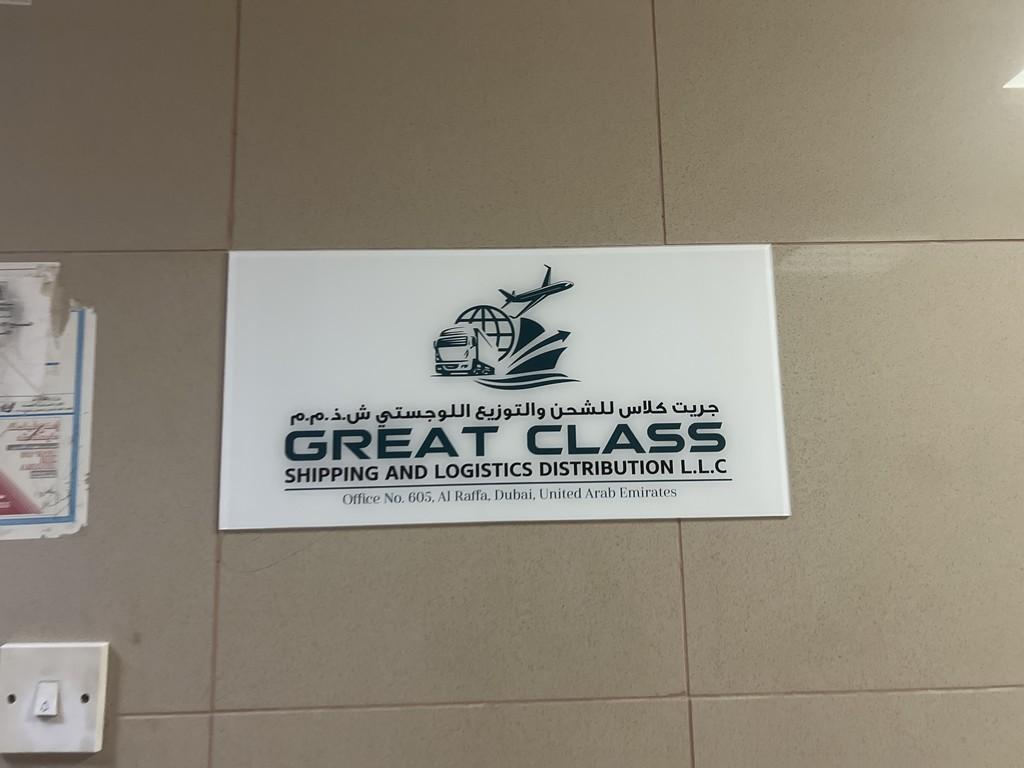 جريت كلاس للشحن والتوزيع اللوجستي ش.ذ.م.م
GREAT CLASS
SHIPPING AND LOGISTICS DISTRIBUTION L.L.C
Office No. 605, Al Raffa, Dubai, United Arab Emirates